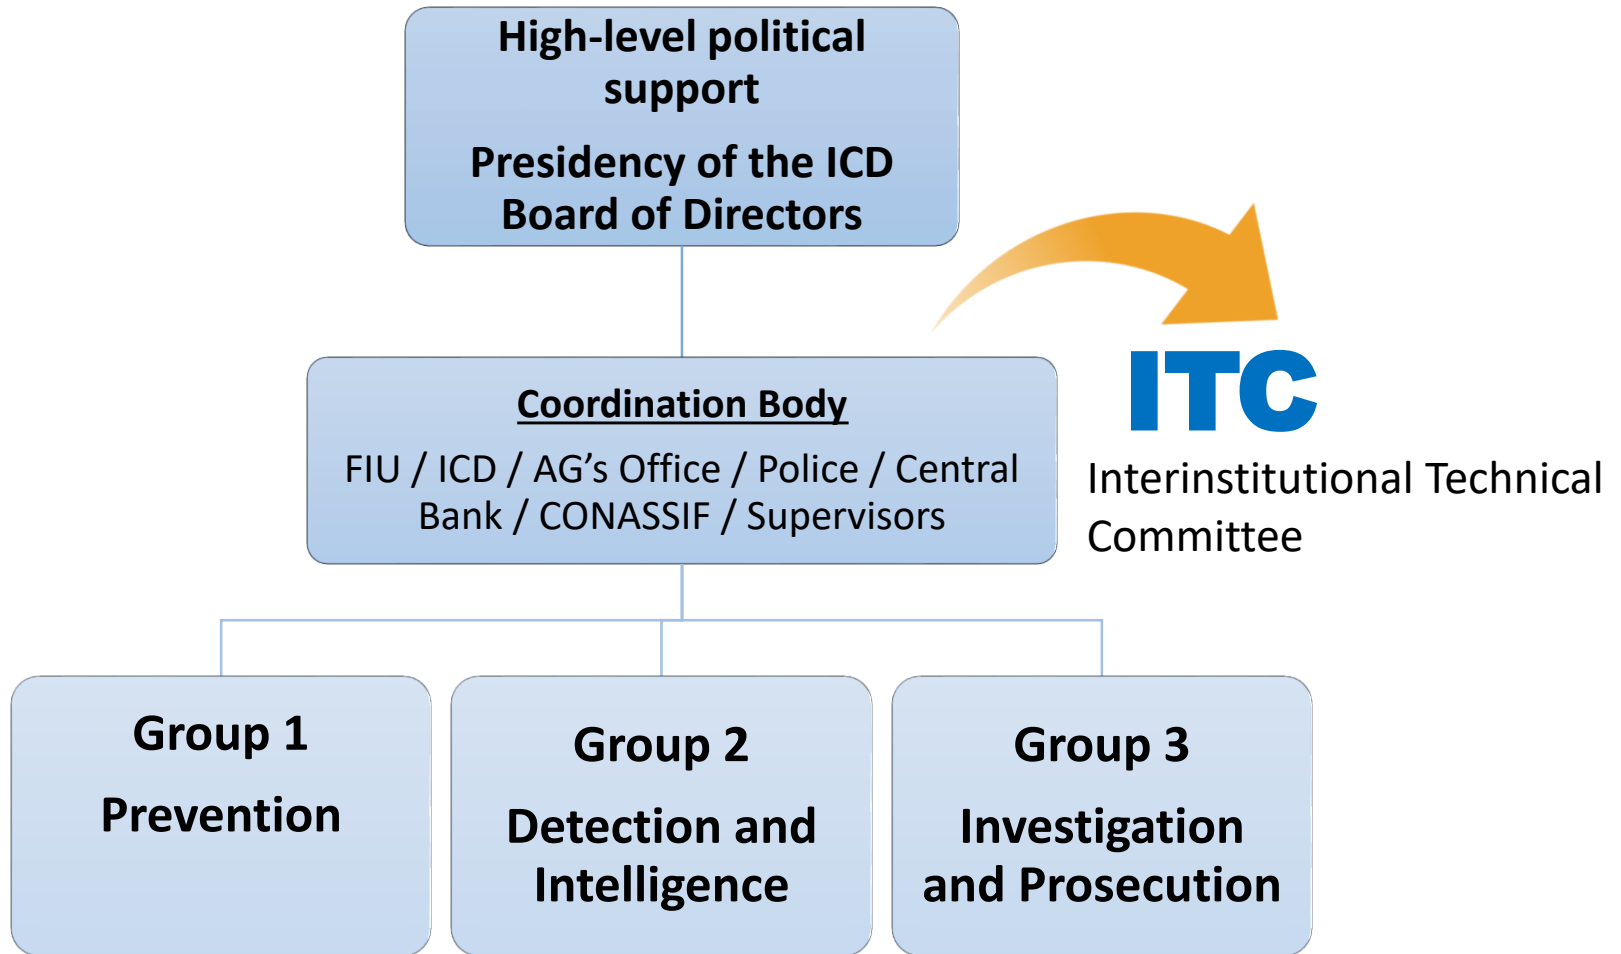 High-level political
support
Presidency of the ICD
Board of Directors
ITC
Interinstitutional Technical
Committee
Coordination Body
FIU / ICD / AG’s Office / Police / Central
Bank / CONASSIF / Supervisors
Group 1
Prevention
Group 2
Detection and
Intelligence
Group 3
Investigation
and Prosecution